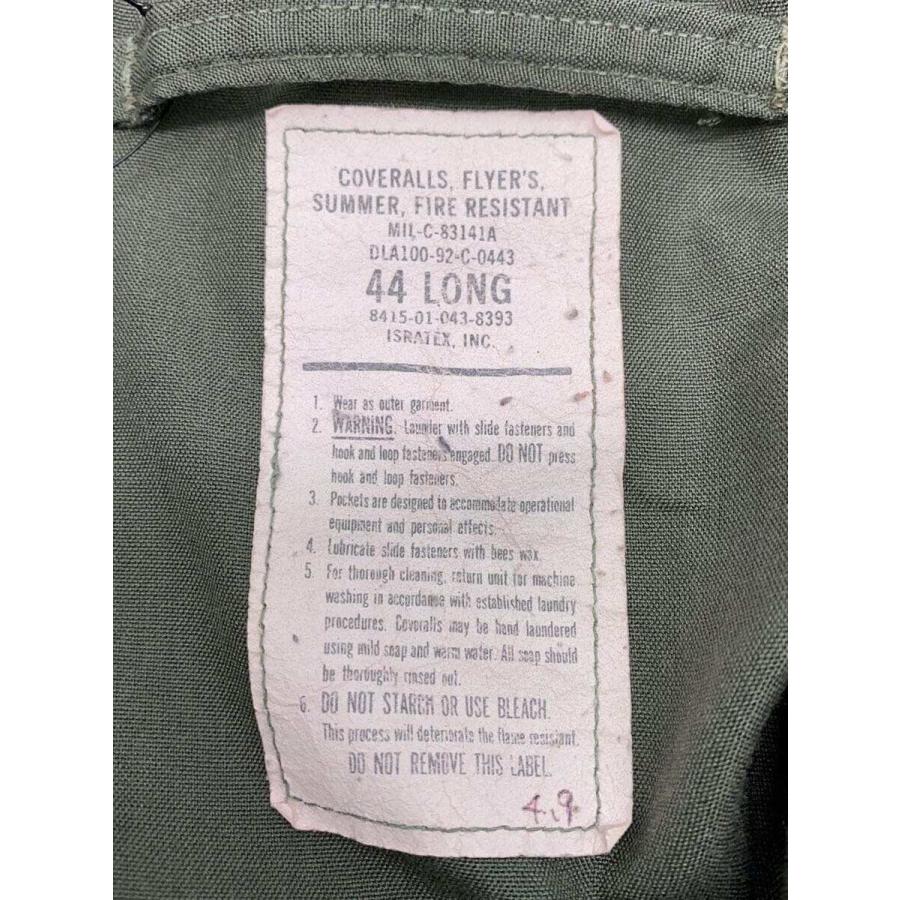 COVERALLS, FLYER'S,
SUMMER, FIRE RESISTANT
MIL-C-83141A
DLA100-92-C-0443
44 LONG
8415-01-043-8393
ISRATEX, INC.
1. Wear as outer garment.
2. WARNING. Launder with slide fasteners and
hook and loop fasteners engaged. DO NOT press
hook and loop fasteners.
3. Pockets are designed to accommodate operational
equipment and personal effects.
4. Lubricate slide fasteners with bees wax.
5. For thorough cleaning, return unit for machine
washing in accordance with established laundry
procedures. Coveralls may be hand laundered
using mild soap and warm water. All soap should
be thoroughly rinsed out.
6. DO NOT STARCH OR USE BLEACH.
This process will deteriorate the flame resistant.
DO NOT REMOVE THIS LABEL.
4.9.